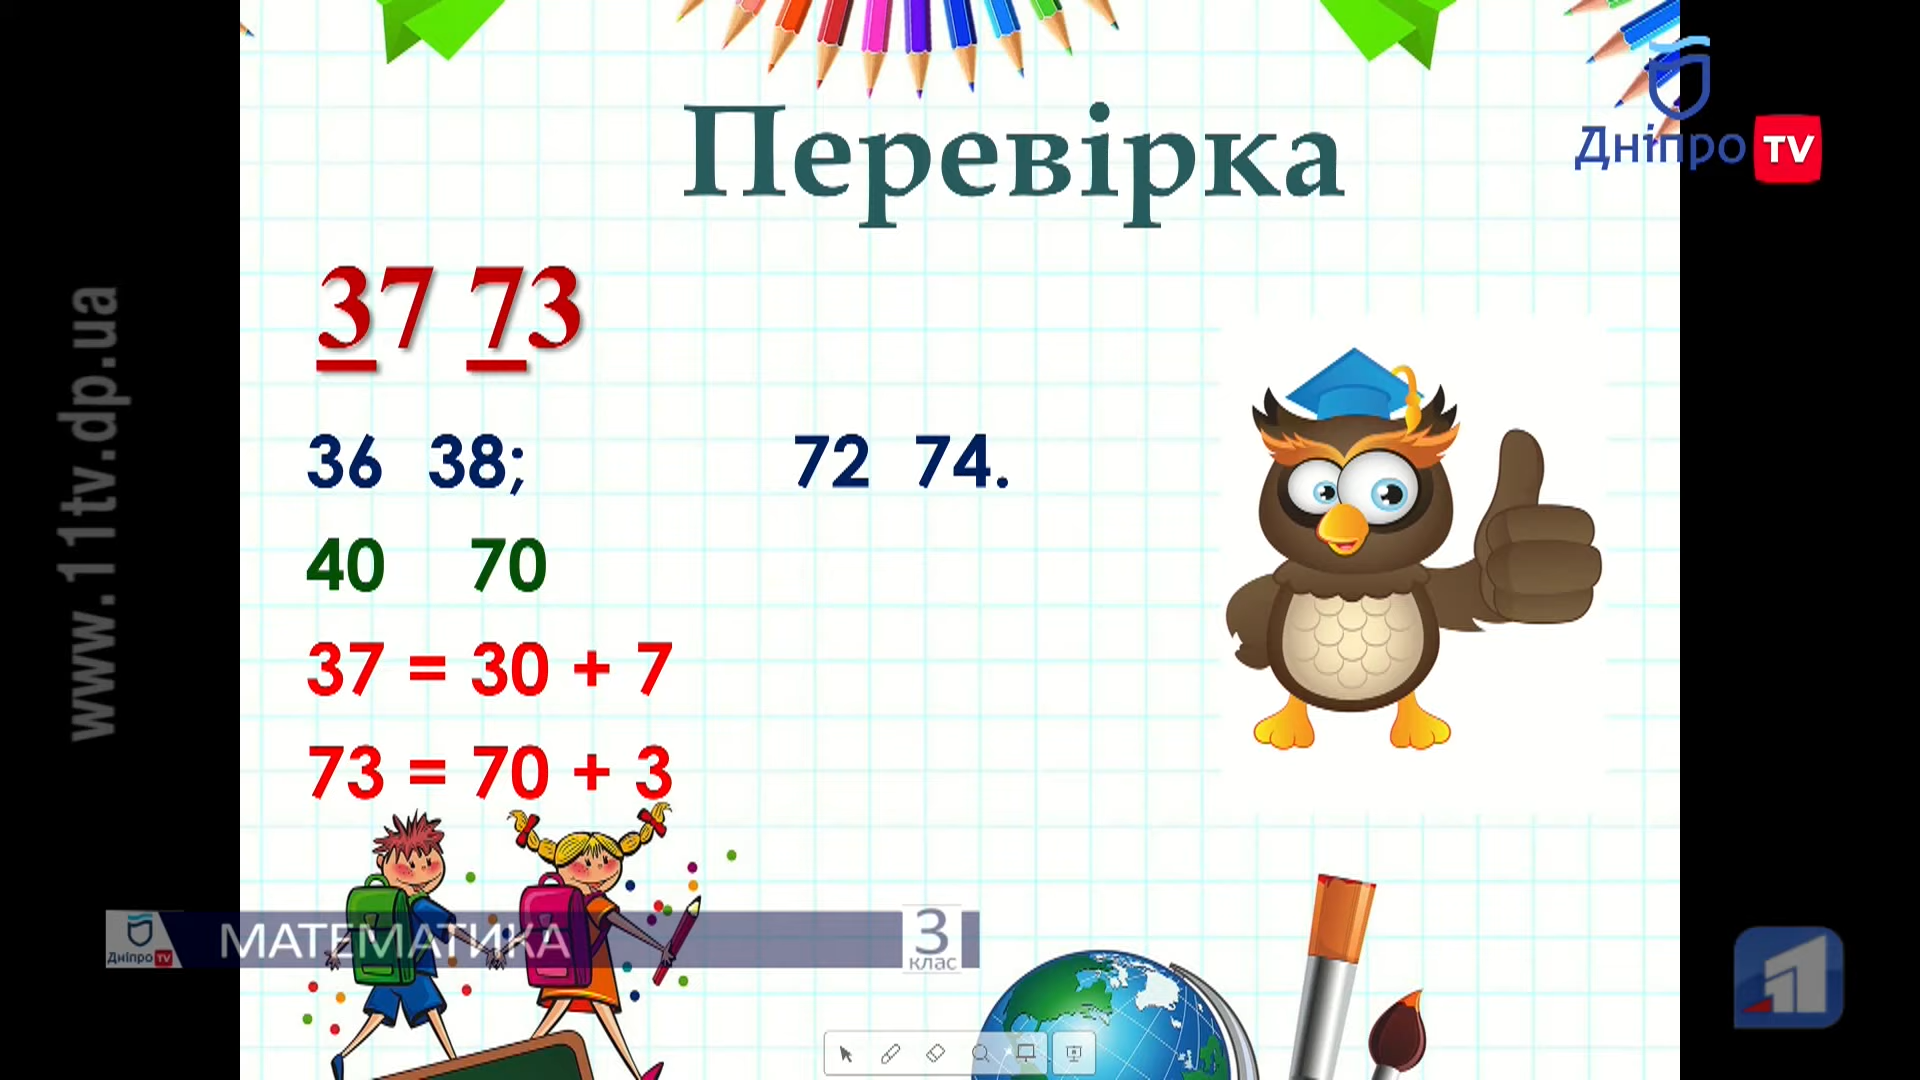 Перевірка
Дніпро TV
37 73
36 38; 72 74.
40 70
37 = 30 + 7
73 = 70 + 3
www.11tv.dp.ua
Дніпро TV
МАТЕМАТИКА
3
клас
11